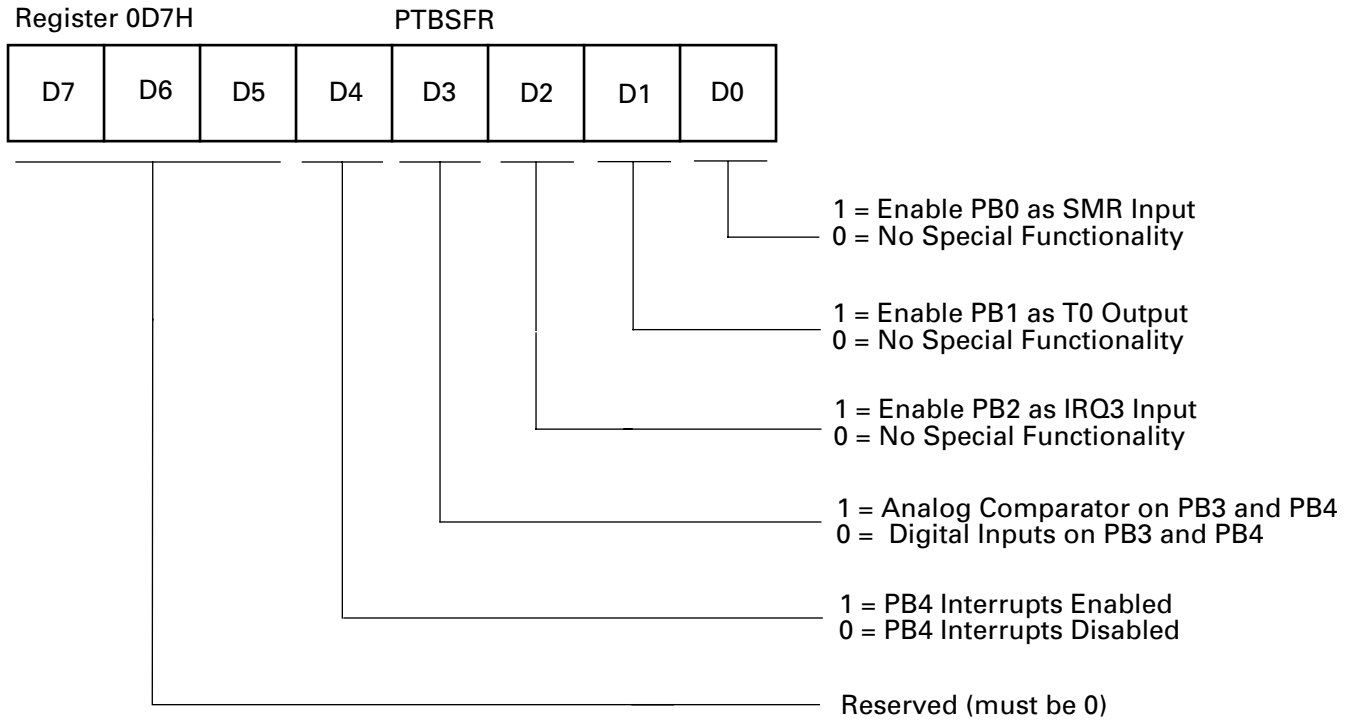 Register 0D7H PTBSFR
D7 D6 D5 D4 D3 D2 D1 D0
1 = Enable PB0 as SMR Input
0 = No Special Functionality
1 = Enable PB1 as T0 Output
0 = No Special Functionality
1 = Enable PB2 as IRQ3 Input
0 = No Special Functionality
1 = Analog Comparator on PB3 and PB4
0 = Digital Inputs on PB3 and PB4
1 = PB4 Interrupts Enabled
0 = PB4 Interrupts Disabled
Reserved (must be 0)